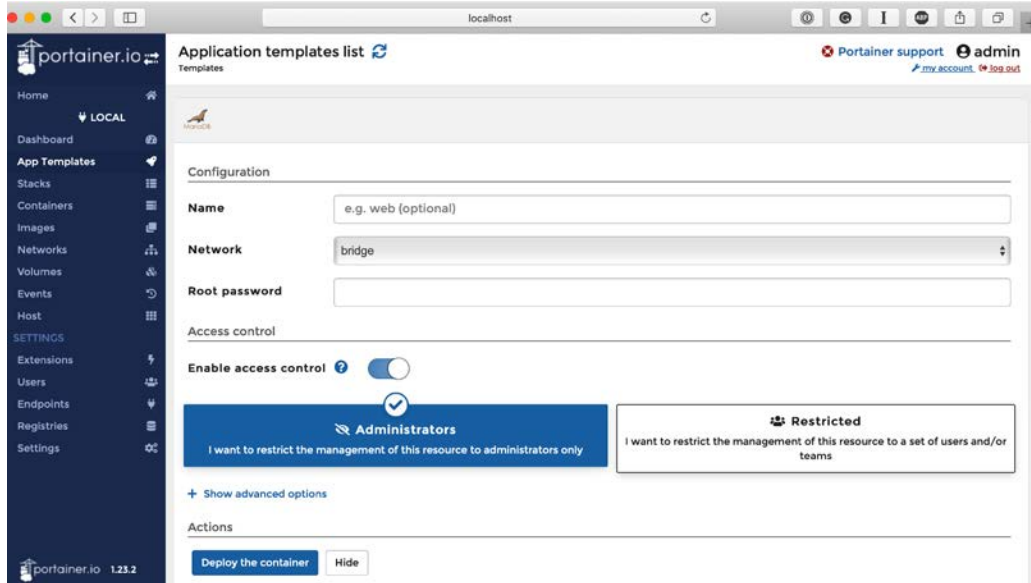 localhost
portainer.io
Application templates list
Templates
Portainer support admin
my account log out
Home
LOCAL
Dashboard
App Templates
Stacks
Containers
Images
Networks
Volumes
Events
Host
SETTINGS
Extensions
Users
Endpoints
Registries
Settings
portainer.io 1.23.2
MariaDB
Configuration
Name e.g. web (optional)
Network bridge
Root password
Access control
Enable access control
Administrators
I want to restrict the management of this resource to administrators only
Restricted
I want to restrict the management of this resource to a set of users and/or
teams
+ Show advanced options
Actions
Deploy the container Hide